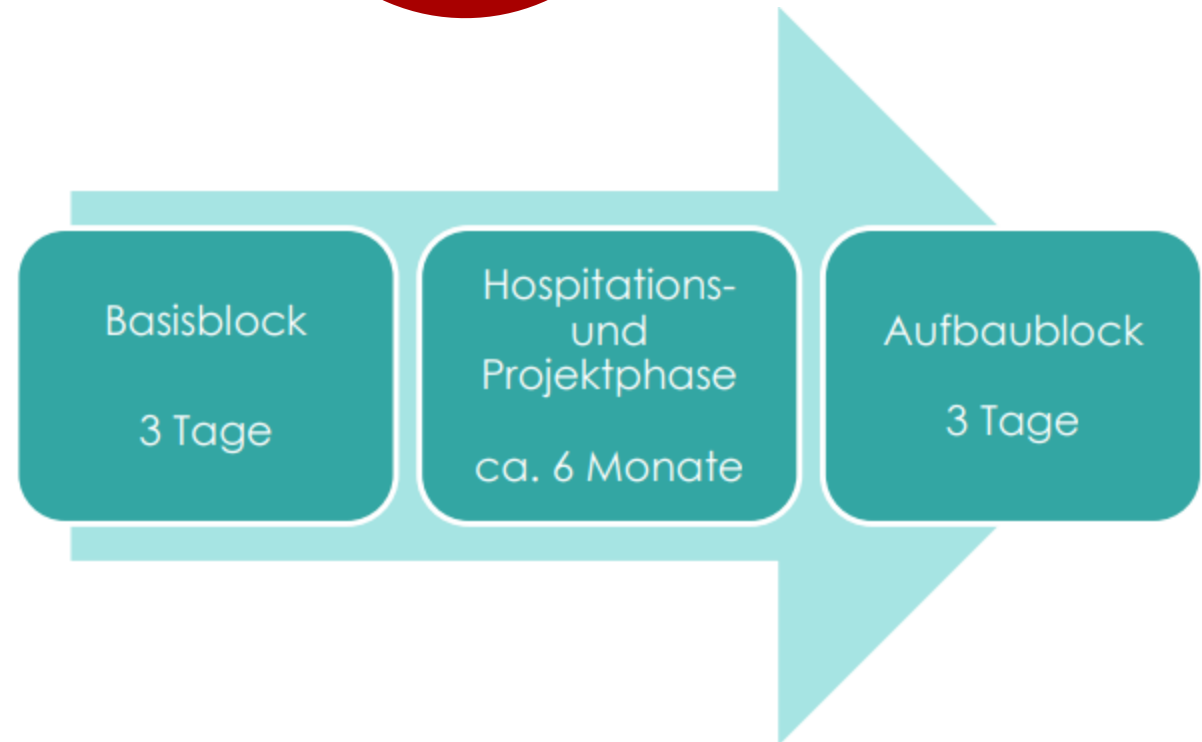 Basisblock
3 Tage
Hospitations-
und
Projektphase
ca. 6 Monate
Aufbaublock
3 Tage